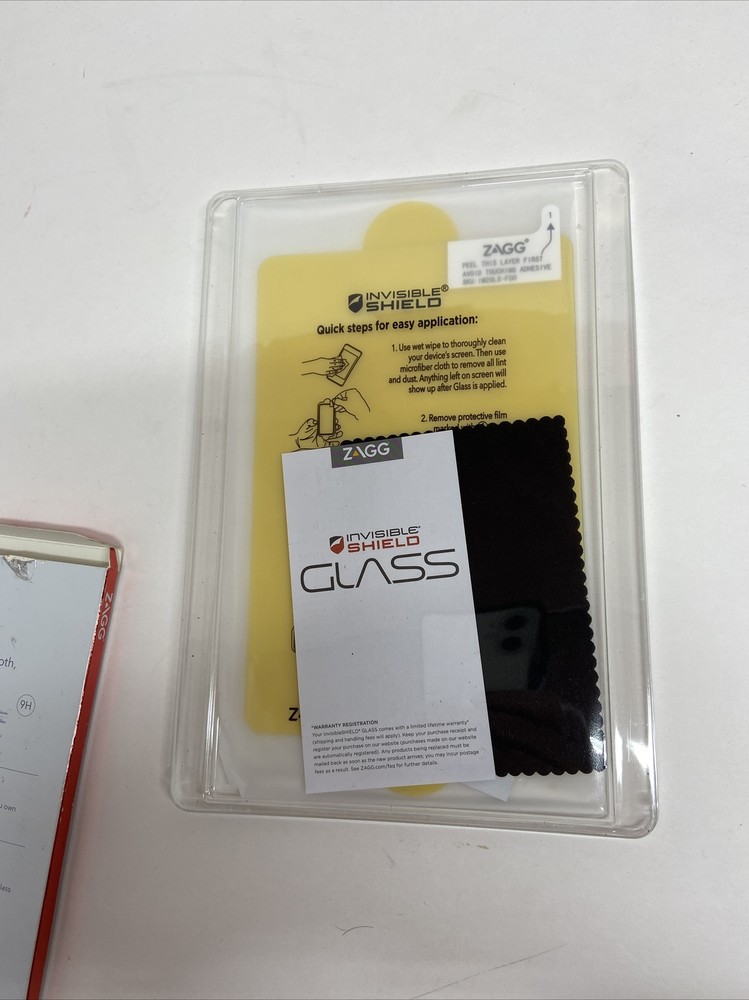 1
ZAGG®
PEEL THIS LAYER FIRST
AVOID TOUCHING ADHESIVE
INVISIBLE®
SHIELD
Quick steps for easy application:
1. Use wet wipe to thoroughly clean
your device's screen. Then use
microfiber cloth to remove all lint
and dust. Anything left on screen will
show up after Glass is applied.
2. Remove protective film
ZAGG
INVISIBLE
SHIELD
GLASS
*WARRANTY REGISTRATION
Your InvisibleSHIELD® GLASS comes with a limited lifetime warranty*
(shipping and handling fees will apply). Keep your purchase receipt and
register your purchase on our website (purchases made on our website
are automatically registered). Any products being replaced must be
mailed back as soon as the new product arrives; you may incur postage
fees as a result. See ZAGG.com/faq for further details.
Z
ZAGG
oth,
9H
own